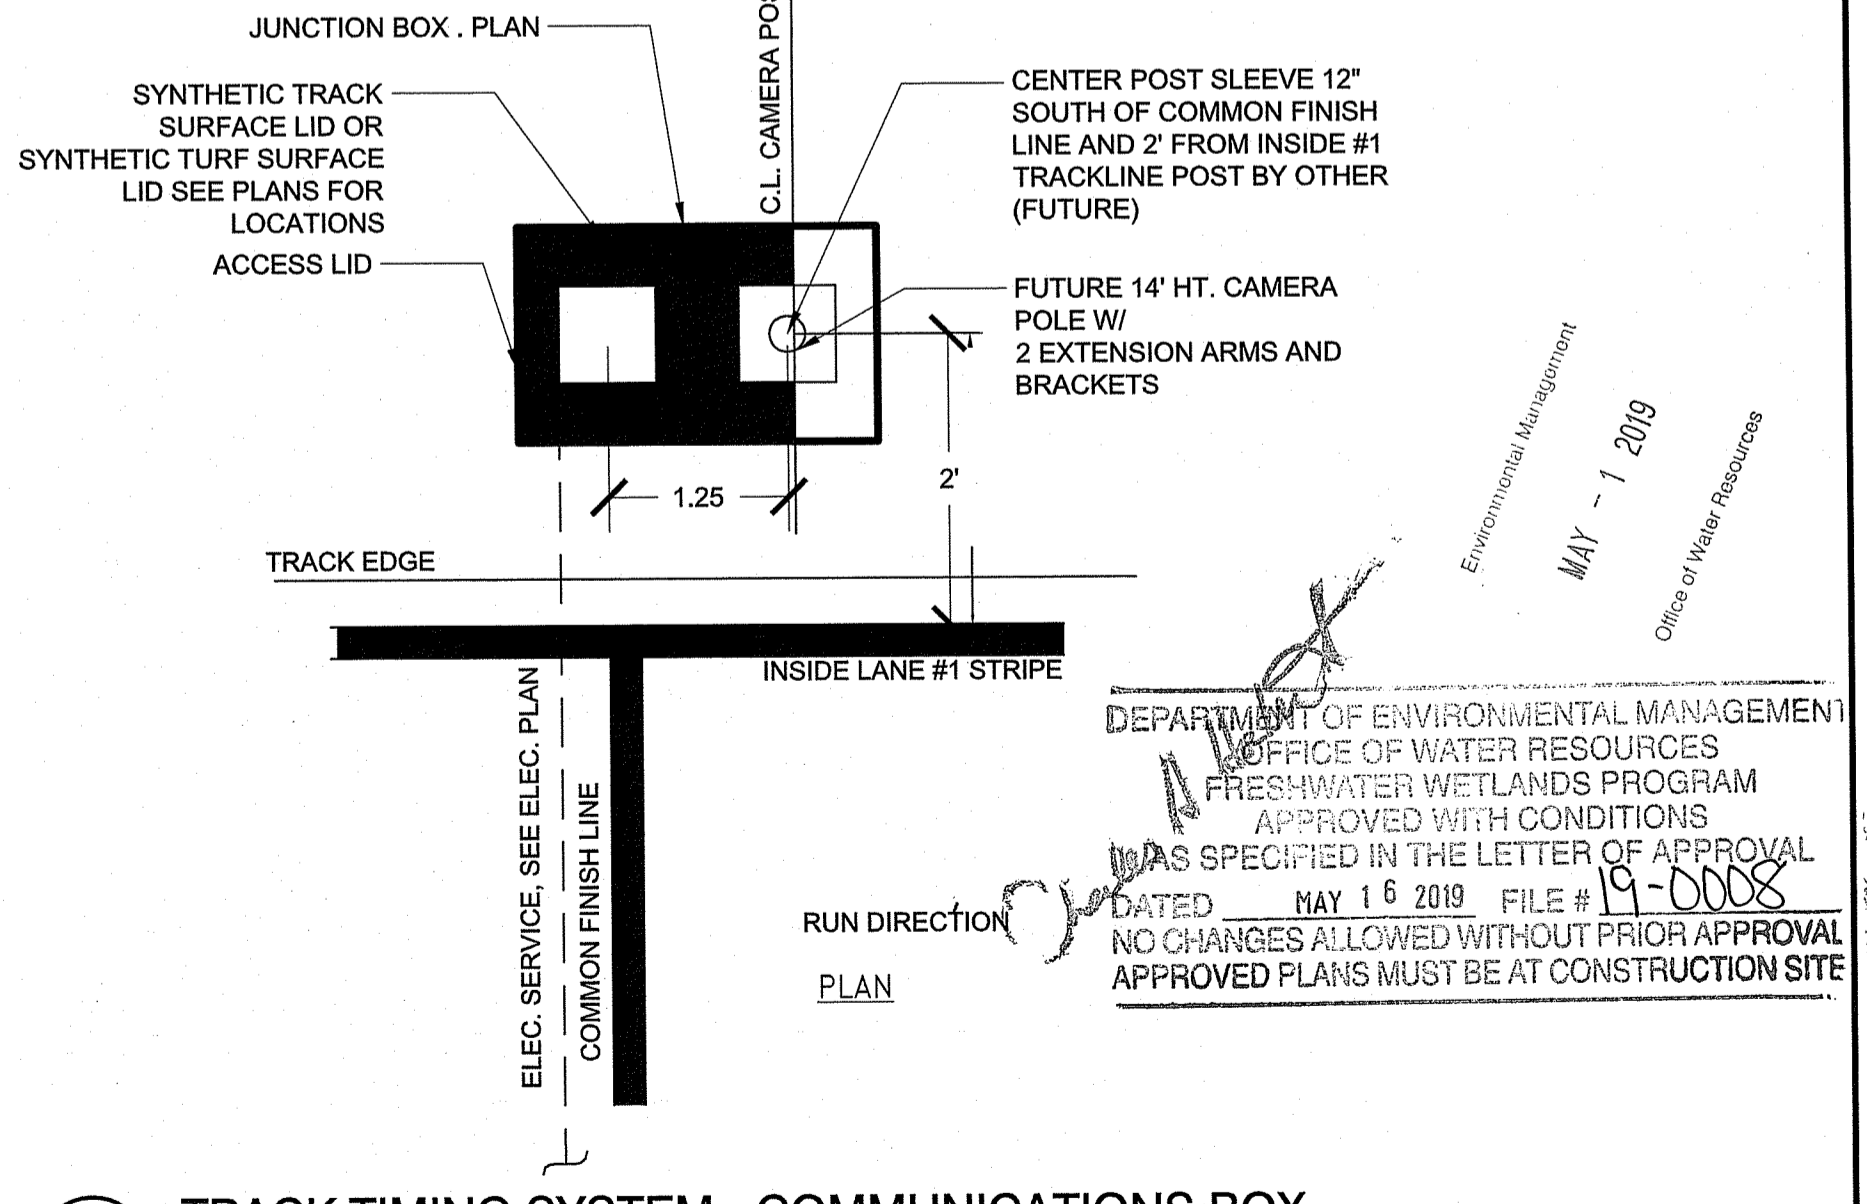 JUNCTION BOX . PLAN
SYNTHETIC TRACK
SURFACE LID OR
SYNTHETIC TURF SURFACE
LID SEE PLANS FOR
LOCATIONS
ACCESS LID
C.L. CAMERA POS
CENTER POST SLEEVE 12"
SOUTH OF COMMON FINISH
LINE AND 2' FROM INSIDE #1
TRACKLINE POST BY OTHER
(FUTURE)
FUTURE 14' HT. CAMERA
POLE W/
2 EXTENSION ARMS AND
BRACKETS
1.25
2'
TRACK EDGE
INSIDE LANE #1 STRIPE
ELEC. SERVICE, SEE ELEC. PLAN
COMMON FINISH LINE
RUN DIRECTION
PLAN
Environmental Management
MAY - 1 2019
Office of Water Resources
DEPARTMENT OF ENVIRONMENTAL MANAGEMENT
OFFICE OF WATER RESOURCES
FRESHWATER WETLANDS PROGRAM
APPROVED WITH CONDITIONS
AS SPECIFIED IN THE LETTER OF APPROVAL
DATED MAY 16 2019 FILE # 19-0008
NO CHANGES ALLOWED WITHOUT PRIOR APPROVAL
APPROVED PLANS MUST BE AT CONSTRUCTION SITE
TRACK TIMING SYSTEM - COMMUNICATIONS BOX